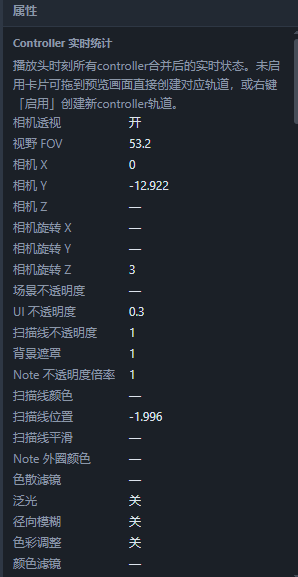 属性
Controller 实时统计
播放头时刻所有controller合并后的实时状态。未启
用卡片可拖到预览画面直接创建对应轨道，或右键
「启用」创建新controller轨道。
相机透视 开
视野 FOV 53.2
相机 X 0
相机 Y -12.922
相机 Z —
相机旋转 X —
相机旋转 Y —
相机旋转 Z 3
场景不透明度 —
UI 不透明度 0.3
扫描线不透明度 1
背景遮罩 1
Note 不透明度倍率 1
扫描线颜色 —
扫描线位置 -1.996
扫描线平滑 —
Note 外圈颜色 —
色散滤镜 —
泛光 关
径向模糊 关
色彩调整 关
颜色滤镜 —